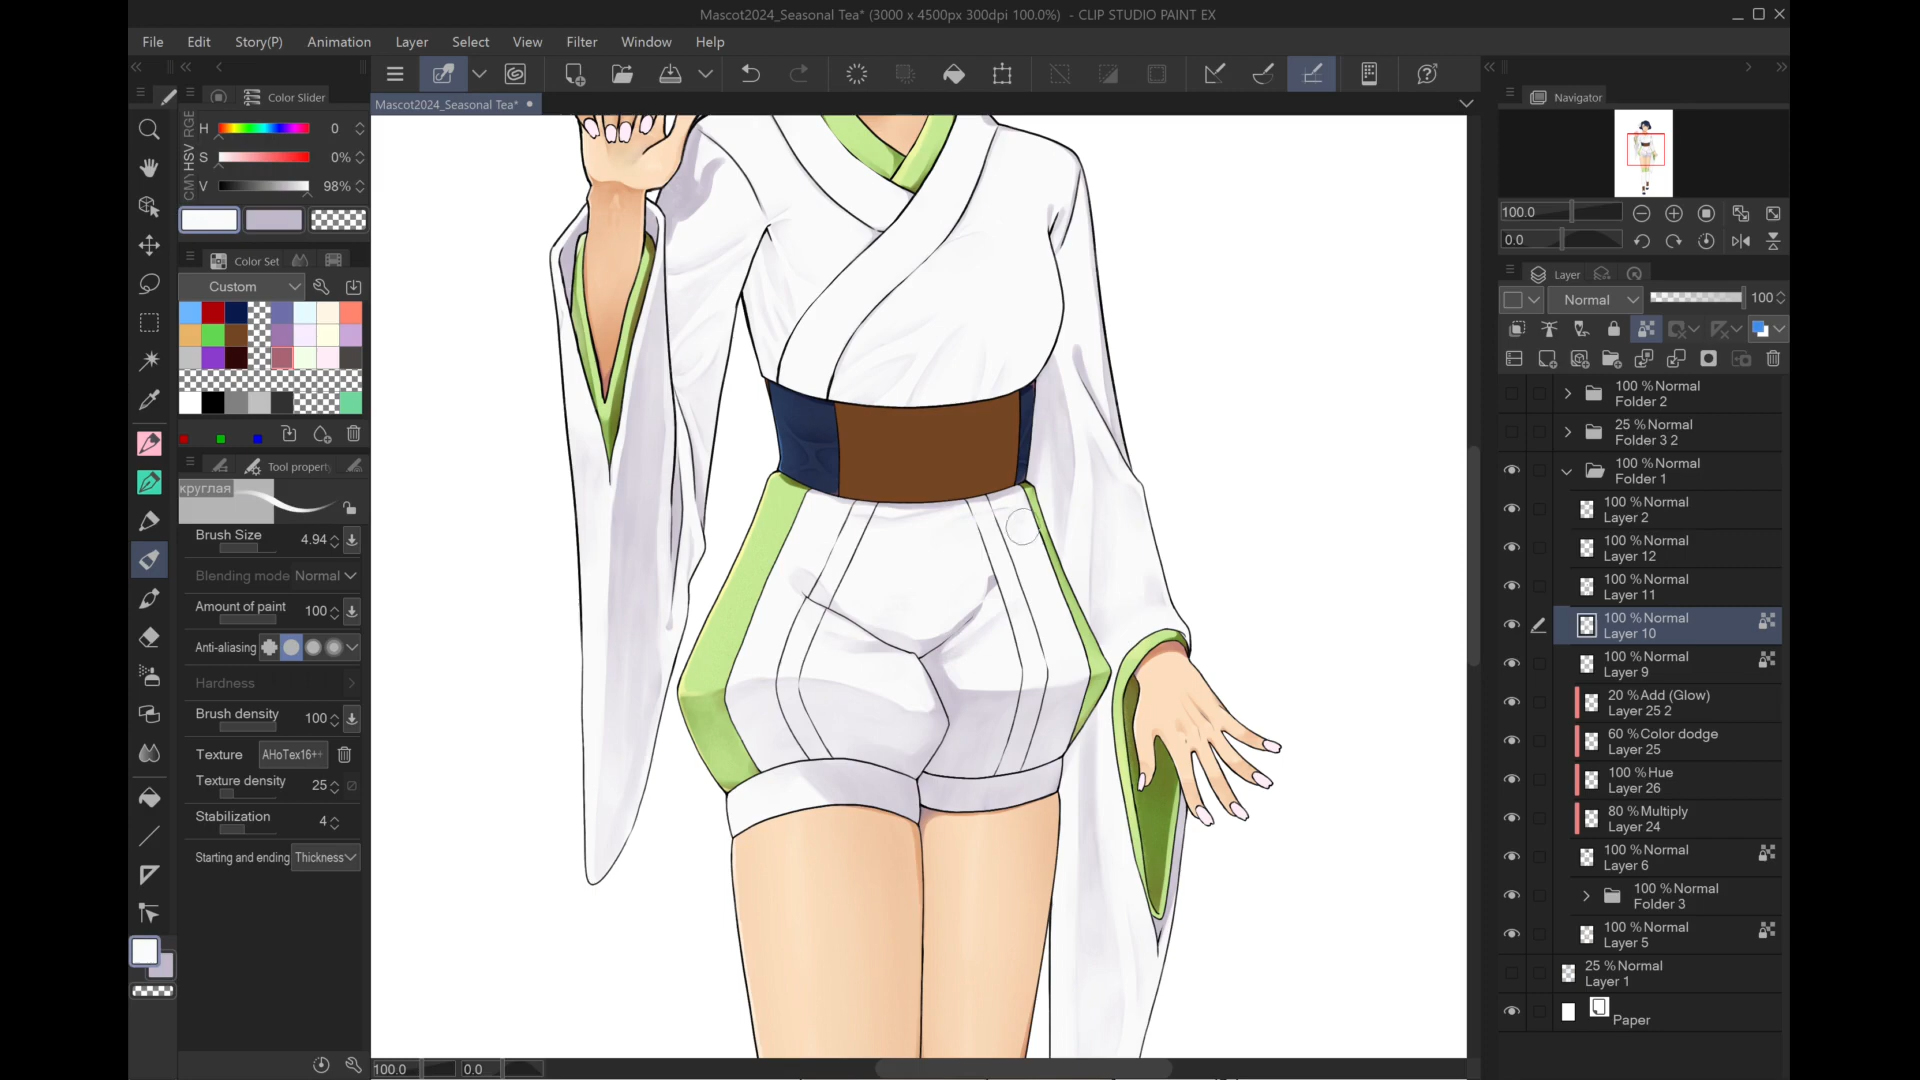 Mascot2024_Seasonal Tea* (3000 x 4500px 300dpi 100.0%) - CLIP STUDIO PAINT EX
File Edit Story(P) Animation Layer Select View Filter Window Help
Color Slider
Mascot2024_Seasonal Tea*
Navigator
RGE
HSV
CMY
H 0
S 0%
V 98%
100.0
0.0
Color Set
Layer
Custom
Normal 100
Tool property
круглая
Brush Size 4.94
Blending mode Normal
Amount of paint 100
Anti-aliasing
Hardness
Brush density 100
Texture AHoTex16
Texture density 25
Stabilization 4
Starting and ending Thickness
100 % Normal
Folder 2
25 % Normal
Folder 3 2
100 % Normal
Folder 1
100 % Normal
Layer 2
100 % Normal
Layer 12
100 % Normal
Layer 11
100 % Normal
Layer 10
100 % Normal
Layer 9
20 % Add (Glow)
Layer 25 2
60 % Color dodge
Layer 25
100 % Hue
Layer 26
80 % Multiply
Layer 24
100 % Normal
Layer 6
100 % Normal
Folder 3
100 % Normal
Layer 5
25 % Normal
Layer 1
Paper
100.0 0.0